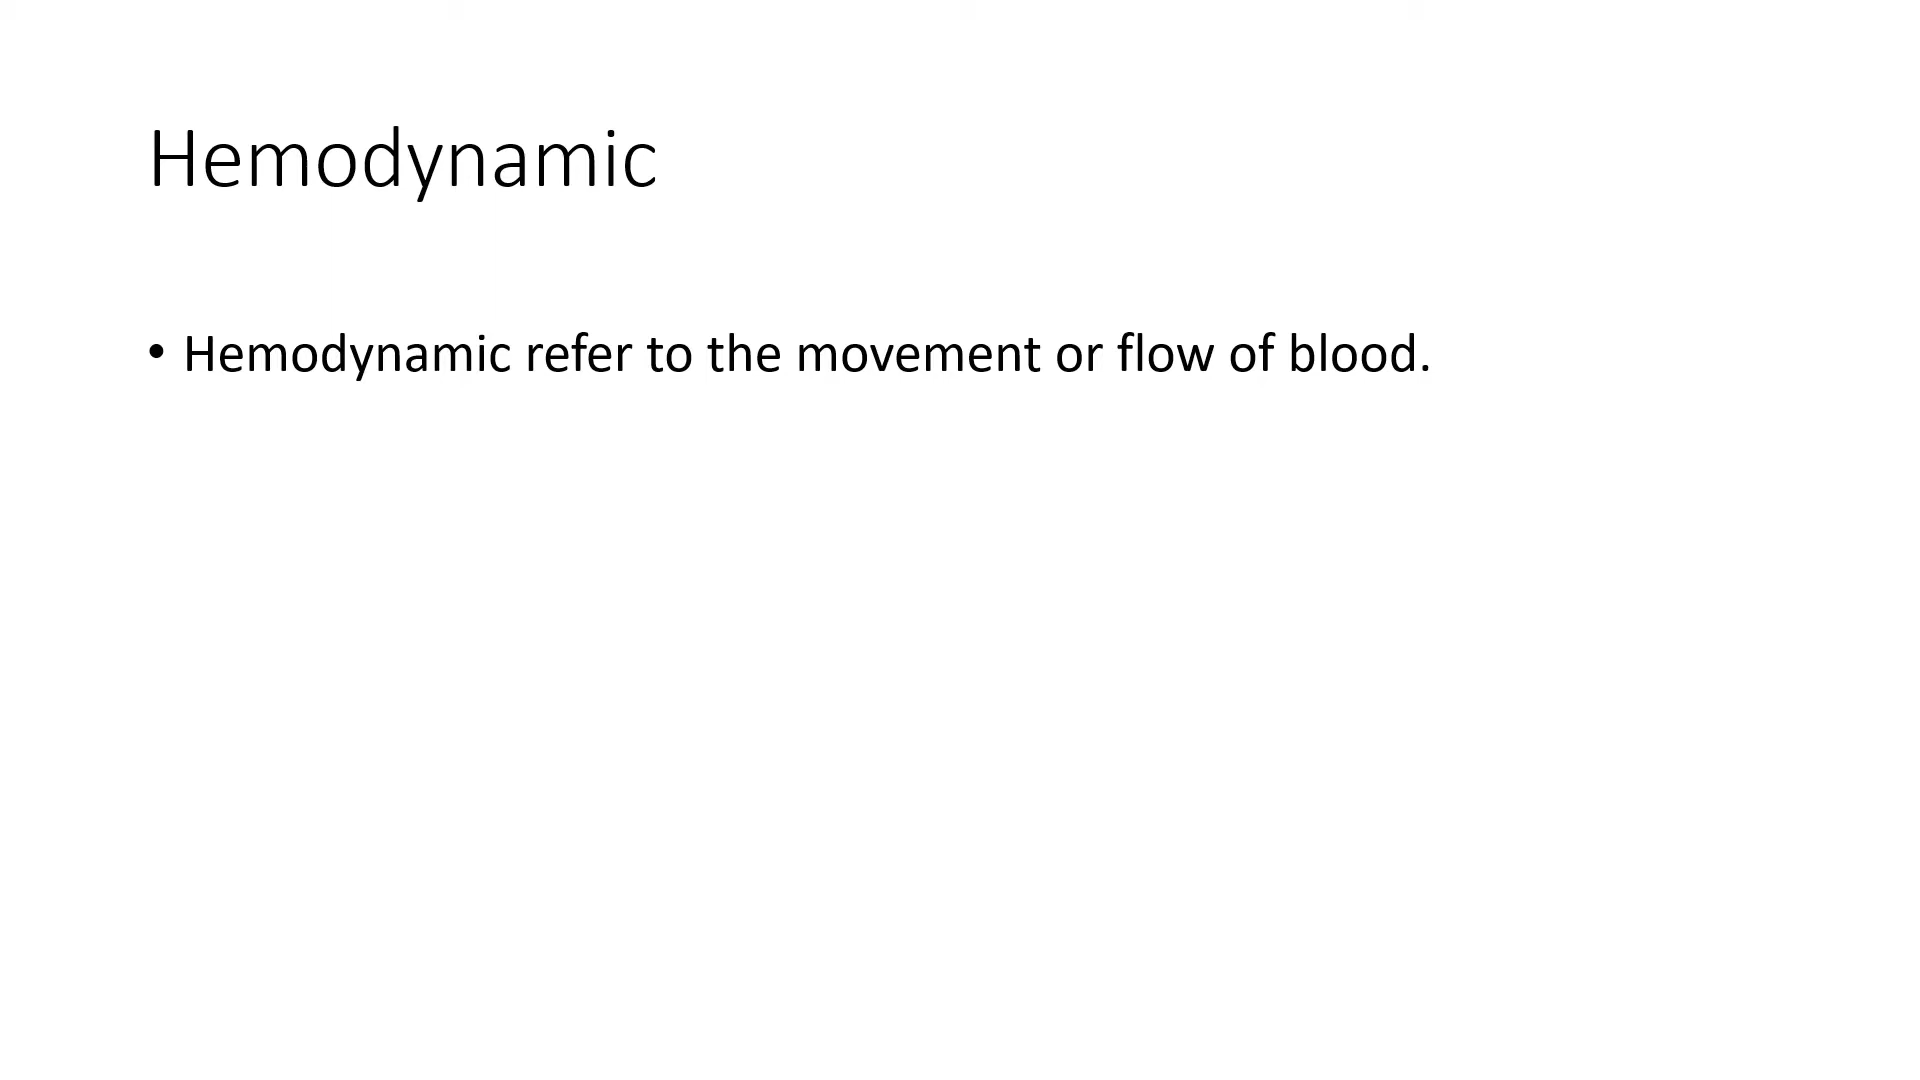 Hemodynamic
• Hemodynamic refer to the movement or flow of blood.